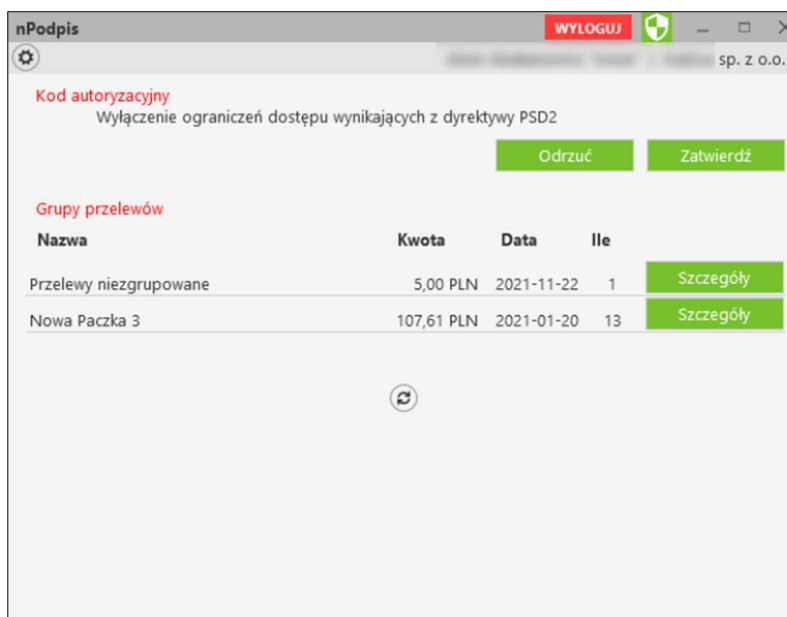 nPodpis WYLOGUJ
sp. z o.o.
Kod autoryzacyjny
Wyłączenie ograniczeń dostępu wynikających z dyrektywy PSD2
Odrzuć Zatwierdź
Grupy przelewów
Nazwa Kwota Data Ile
Przelewy niezgrupowane 5,00 PLN 2021-11-22 1 Szczegóły
Nowa Paczka 3 107,61 PLN 2021-01-20 13 Szczegóły